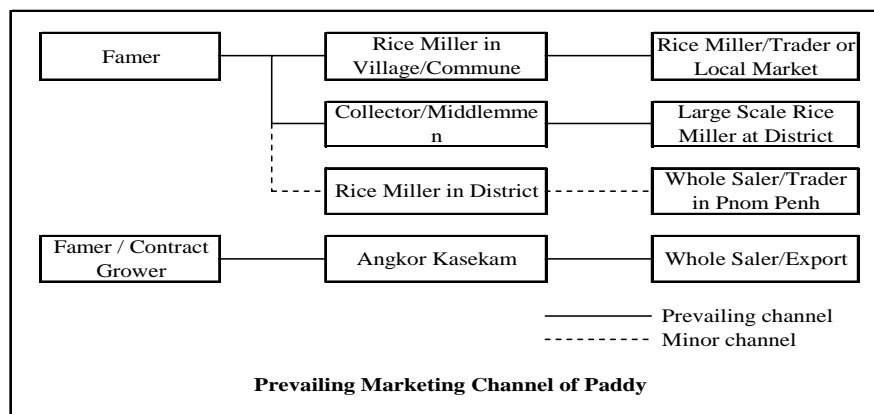 Famer
Rice Miller in
Village/Commune
Rice Miller/Trader or
Local Market
Collector/Middlemme
n
Large Scale Rice
Miller at District
Rice Miller in District
Whole Saler/Trader
in Pnom Penh
Famer / Contract
Grower
Angkor Kasekam
Whole Saler/Export
Prevailing channel
Minor channel
Prevailing Marketing Channel of Paddy